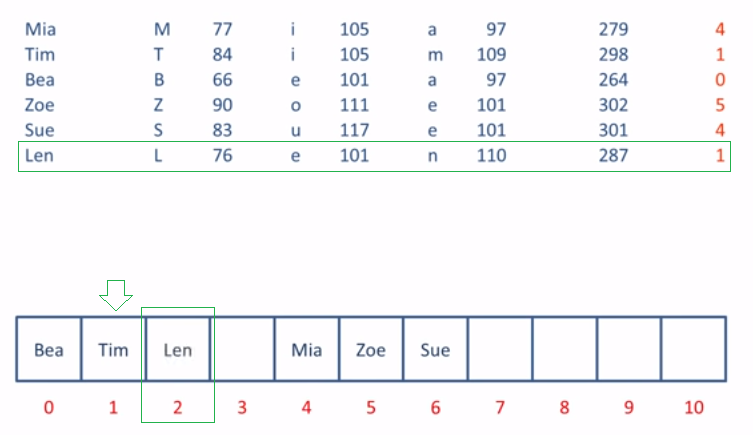 Mia M 77 i 105 a 97 279 4
Tim T 84 i 105 m 109 298 1
Bea B 66 e 101 a 97 264 0
Zoe Z 90 o 111 e 101 302 5
Sue S 83 u 117 e 101 301 4
Len L 76 e 101 n 110 287 1
Bea Tim Len Mia Zoe Sue
0 1 2 3 4 5 6 7 8 9 10